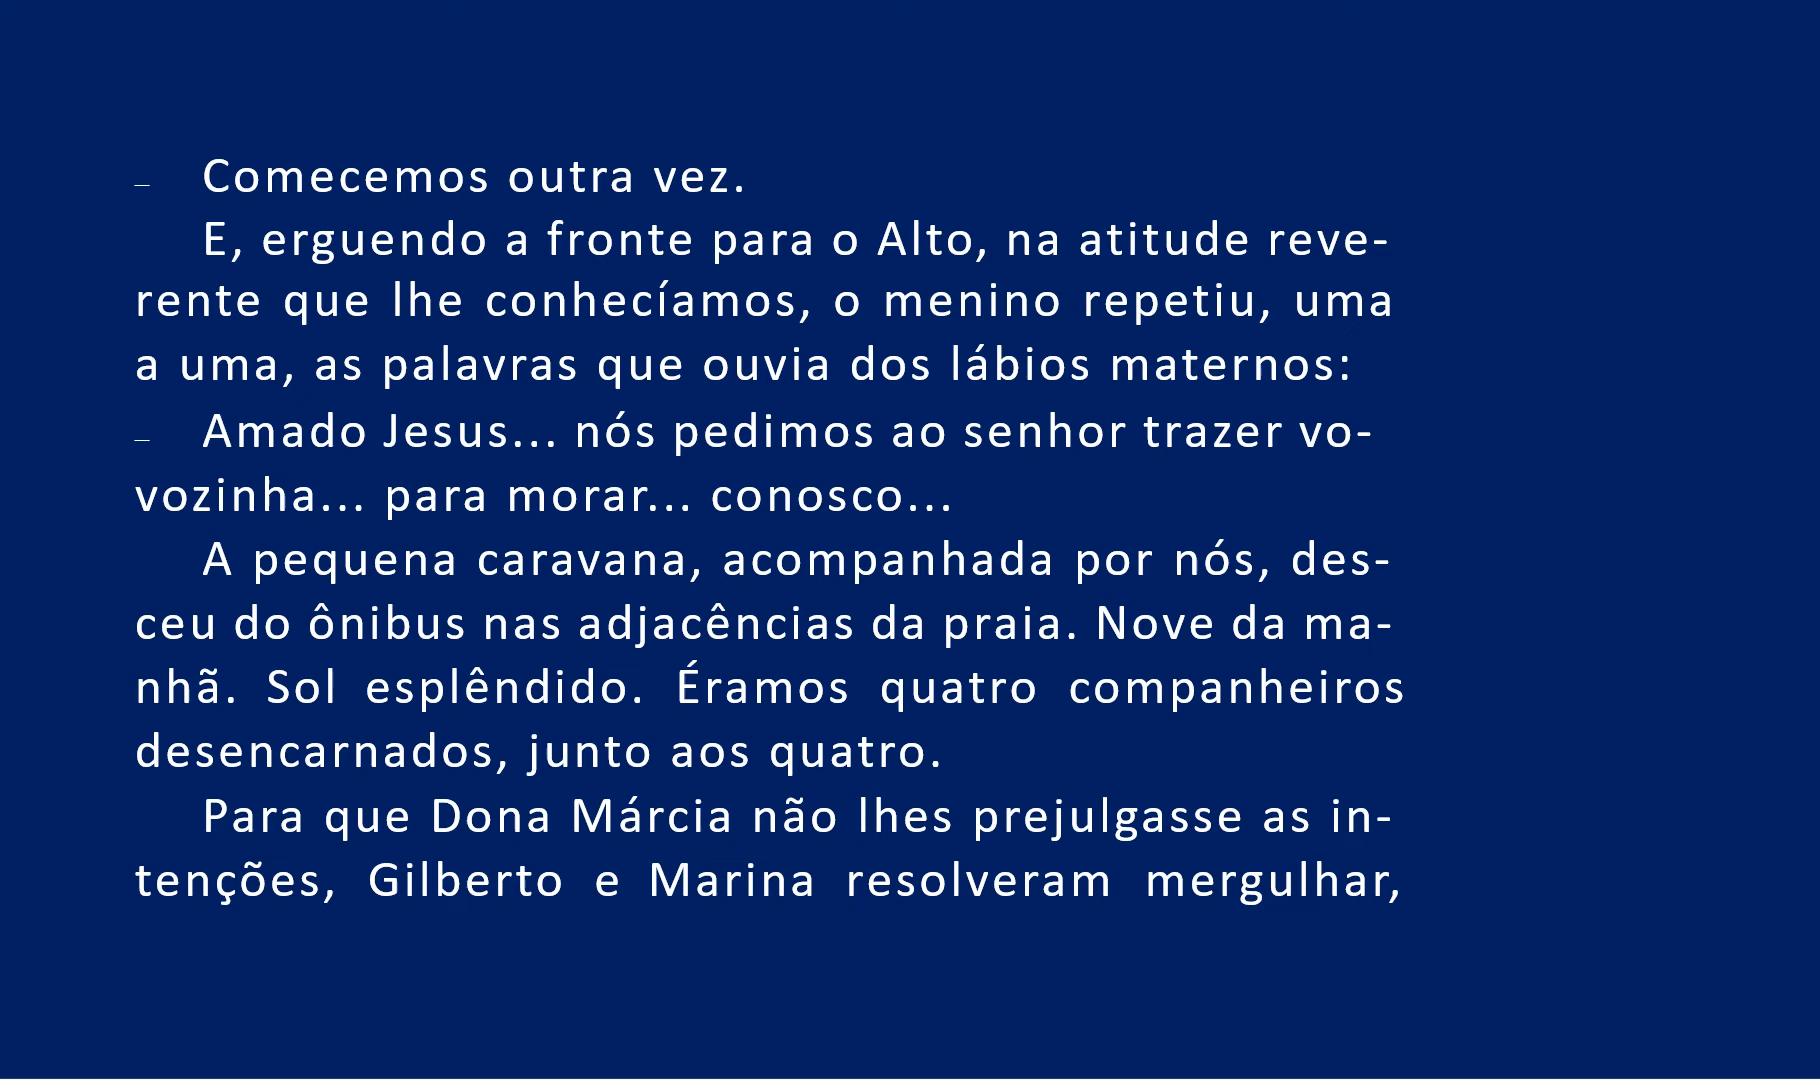 – Comecemos outra vez.
E, erguendo a fronte para o Alto, na atitude reve-
rente que lhe conhecíamos, o menino repetiu, uma
a uma, as palavras que ouvia dos lábios maternos:
– Amado Jesus... nós pedimos ao senhor trazer vo-
vozinha... para morar... conosco...
A pequena caravana, acompanhada por nós, des-
ceu do ônibus nas adjacências da praia. Nove da ma-
nhã. Sol esplêndido. Éramos quatro companheiros
desencarnados, junto aos quatro.
Para que Dona Márcia não lhes prejulgasse as in-
tenções, Gilberto e Marina resolveram mergulhar,